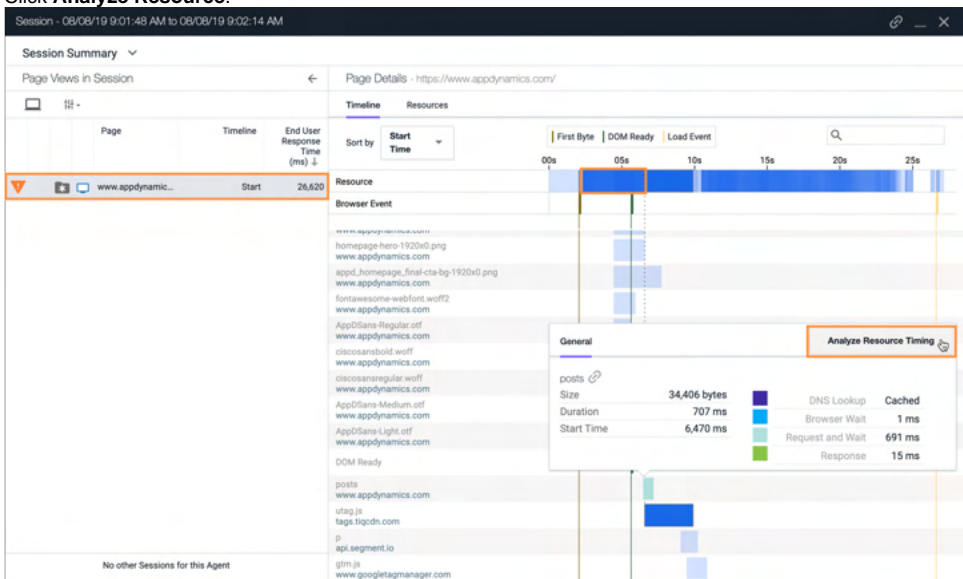 Click Analyze Resource.
Session - 08/08/19 9:01:48 AM to 08/08/19 9:02:14 AM
Session Summary
Page Views in Session
Page Details - https://www.appdynamics.com/
Timeline Resources
Page
Timeline
End User Response Time (ms) ↓
Sort by
Start Time
First Byte DOM Ready Load Event
00s 05s 10s 15s 20s 25s
www.appdynamic... Start 26,620
Resource
Browser Event
www.appdynamics.com
homepage-hero-1920x0.png
www.appdynamics.com
appd_homepage_final-cta-bg-1920x0.png
www.appdynamics.com
fontawesome-webfont.woff2
www.appdynamics.com
AppDSans-Regular.otf
www.appdynamics.com
ciscosansbold.woff
www.appdynamics.com
ciscosansregular.woff
www.appdynamics.com
AppDSans-Medium.otf
www.appdynamics.com
AppDSans-Light.otf
www.appdynamics.com
DOM Ready
General
Analyze Resource Timing
posts
Size 34,406 bytes
Duration 707 ms
Start Time 6,470 ms
DNS Lookup Cached
Browser Wait 1 ms
Request and Wait 691 ms
Response 15 ms
posts
www.appdynamics.com
utag.js
tags.tiqcdn.com
p
api.segment.io
gtm.js
www.googletagmanager.com
No other Sessions for this Agent